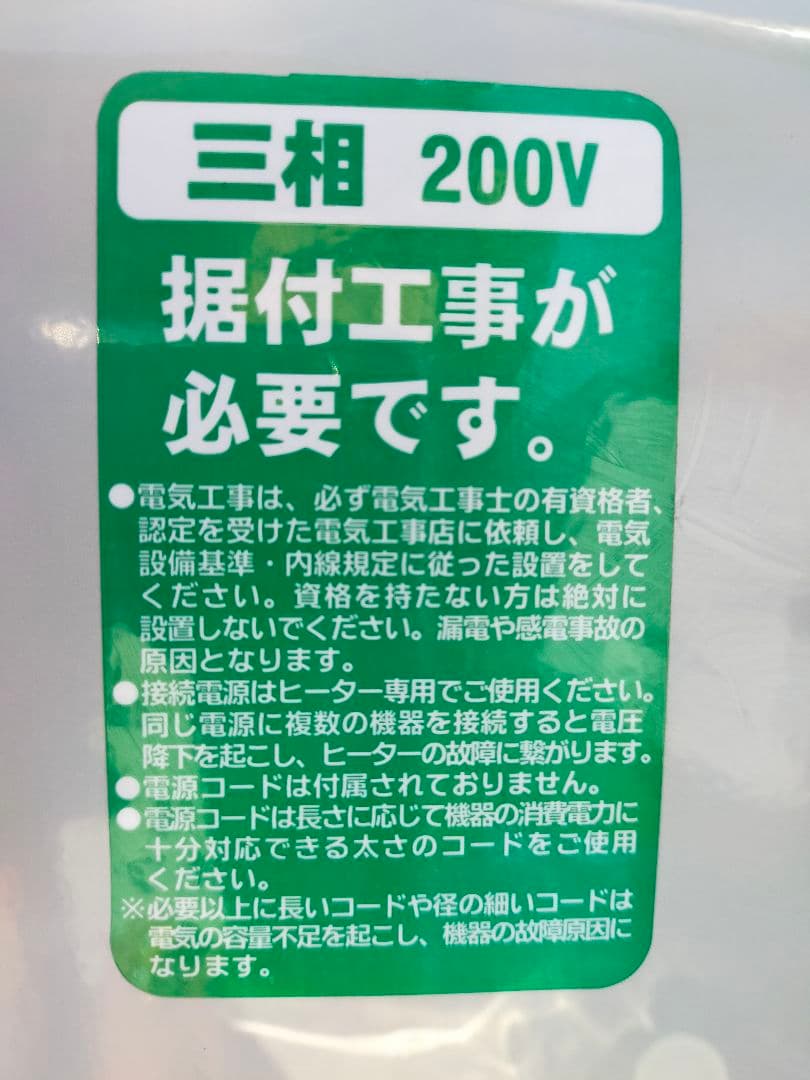 三相 200V
据付工事が
必要です。
●電気工事は、必ず電気工事士の有資格者、
認定を受けた電気工事店に依頼し、電気
設備基準・内線規定に従った設置をして
ください。資格を持たない方は絶対に
設置しないでください。漏電や感電事故の
原因となります。
●接続電源はヒーター専用でご使用ください。
同じ電源に複数の機器を接続すると電圧
降下を起こし、ヒーターの故障に繋がります。
●電源コードは付属されておりません。
●電源コードは長さに応じて機器の消費電力に
十分対応できる太さのコードをご使用
ください。
※必要以上に長いコードや径の細いコードは
電気の容量不足を起こし、機器の故障原因に
なります。